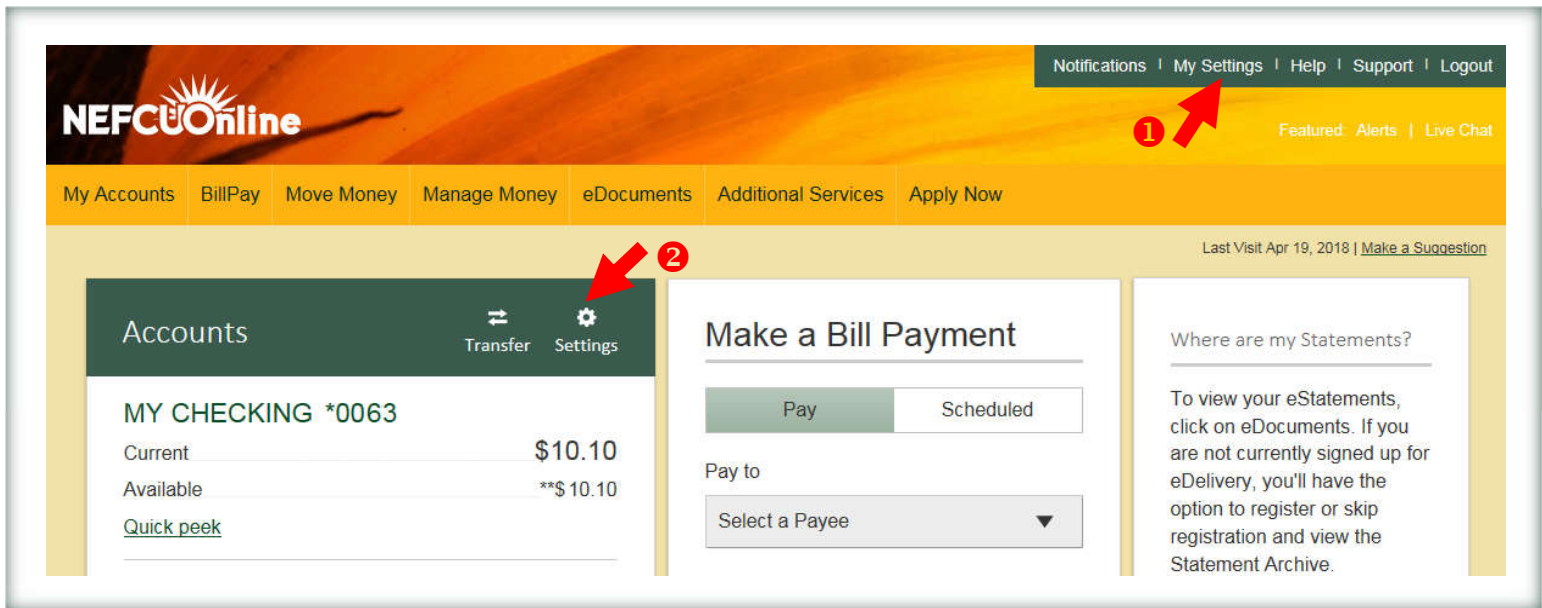 Notifications | My Settings | Help | Support | Logout
NEFCUOnline
1
Featured: Alerts | Live Chat
My Accounts BillPay Move Money Manage Money eDocuments Additional Services Apply Now
2
Last Visit Apr 19, 2018 | Make a Suggestion
Accounts
Transfer Settings
MY CHECKING *0063
Current $10.10
Available **$10.10
Quick peek
Make a Bill Payment
Pay Scheduled
Pay to
Select a Payee
Where are my Statements?
To view your eStatements,
click on eDocuments. If you
are not currently signed up for
eDelivery, you'll have the
option to register or skip
registration and view the
Statement Archive.